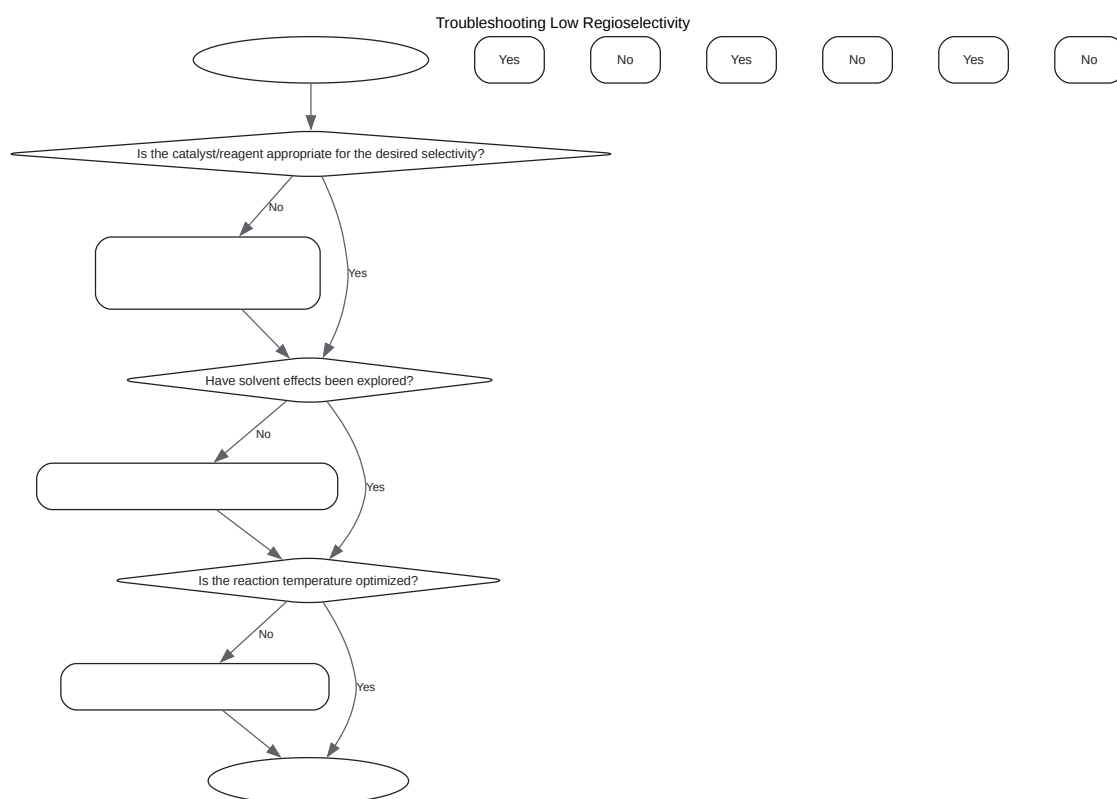 Troubleshooting Low Regioselectivity
Yes
No
Yes
No
Yes
No
Is the catalyst/reagent appropriate for the desired selectivity?
No
Yes
Have solvent effects been explored?
No
Yes
Is the reaction temperature optimized?
No
Yes